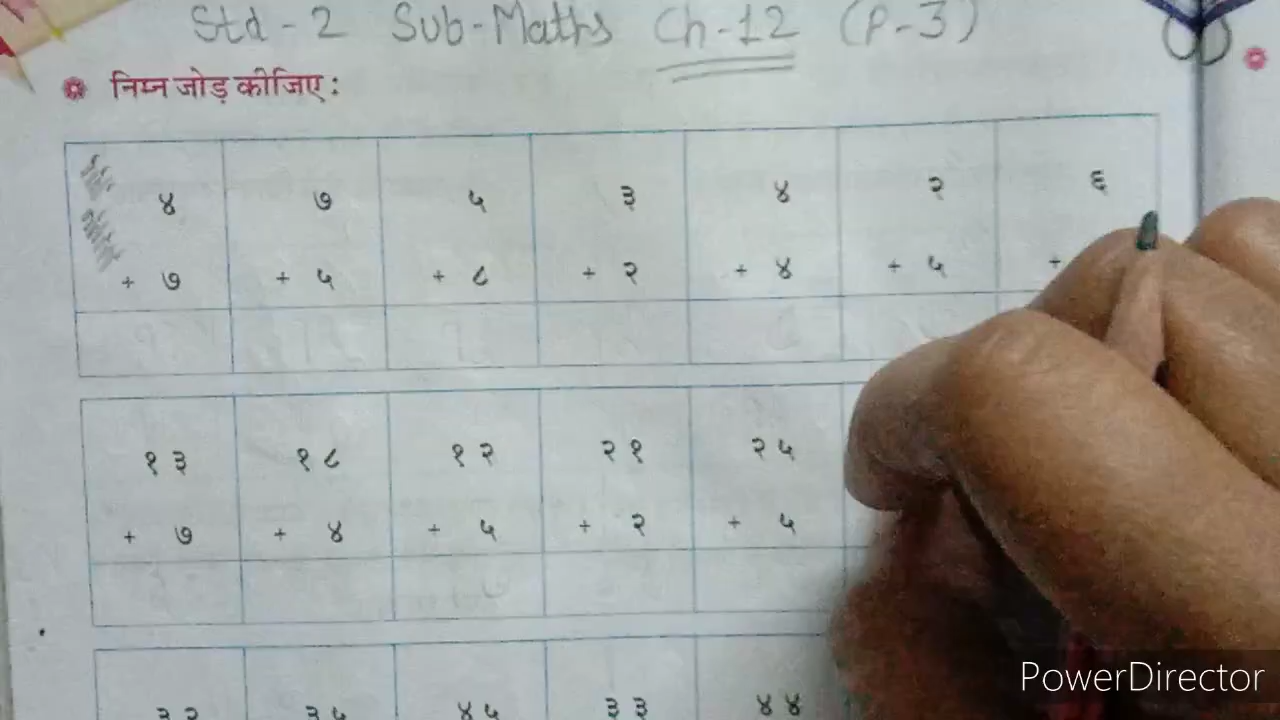 Std - 2 Sub-Maths Ch-12 (P-3)
निम्न जोड़ कीजिए :
४ ७ ५ ३ ४ २ ६
+ ७ + ५ + ८ + २ + ४ + ५ +
१३ १८ १२ २१ २५
+ ७ + ४ + ५ + २ + ५
३२ ३५ ४५ ३३ ४४
PowerDirector